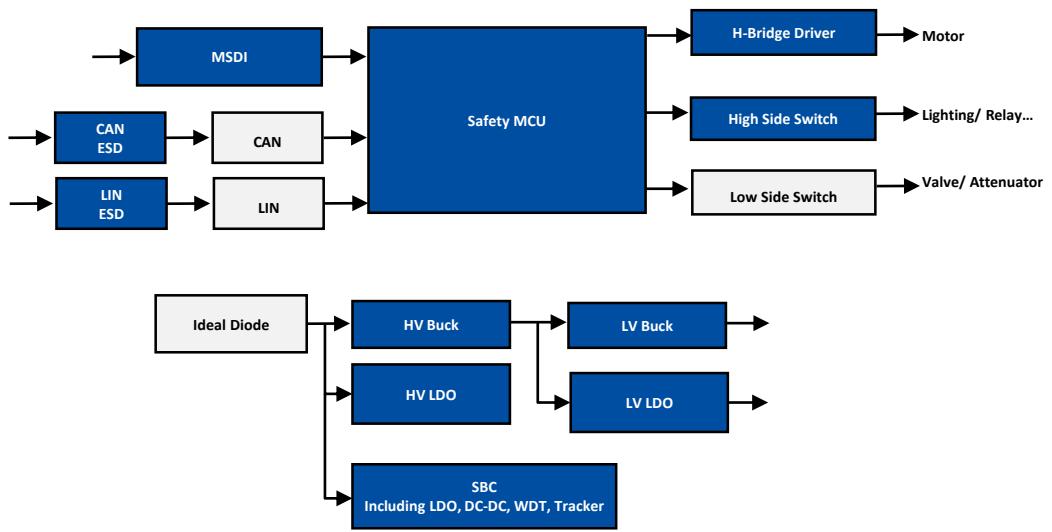 MSDI
Safety MCU
H-Bridge Driver
Motor
CAN
ESD
CAN
High Side Switch
Lighting/ Relay…
LIN
ESD
LIN
Low Side Switch
Valve/ Attenuator
Ideal Diode
HV Buck
LV Buck
HV LDO
LV LDO
SBC
Including LDO, DC-DC, WDT, Tracker